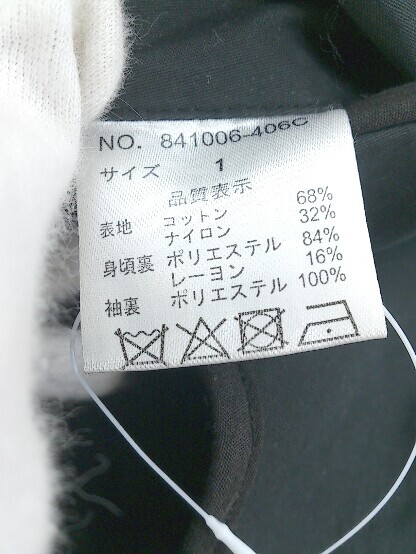 NO. 841006-406C
サイズ 1
品質表示
表地 コットン 68%
ナイロン 32%
身頃裏 ポリエステル 84%
レーヨン 16%
袖裏 ポリエステル 100%